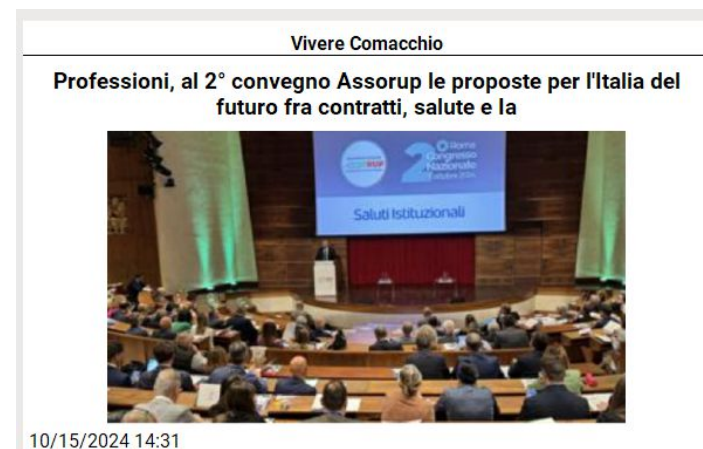 Vivere Comacchio
Professioni, al 2° convegno Assorup le proposte per l'Italia del
futuro fra contratti, salute e la
2° Roma
Congresso
Nazionale
Saluti Istituzionali
10/15/2024 14:31